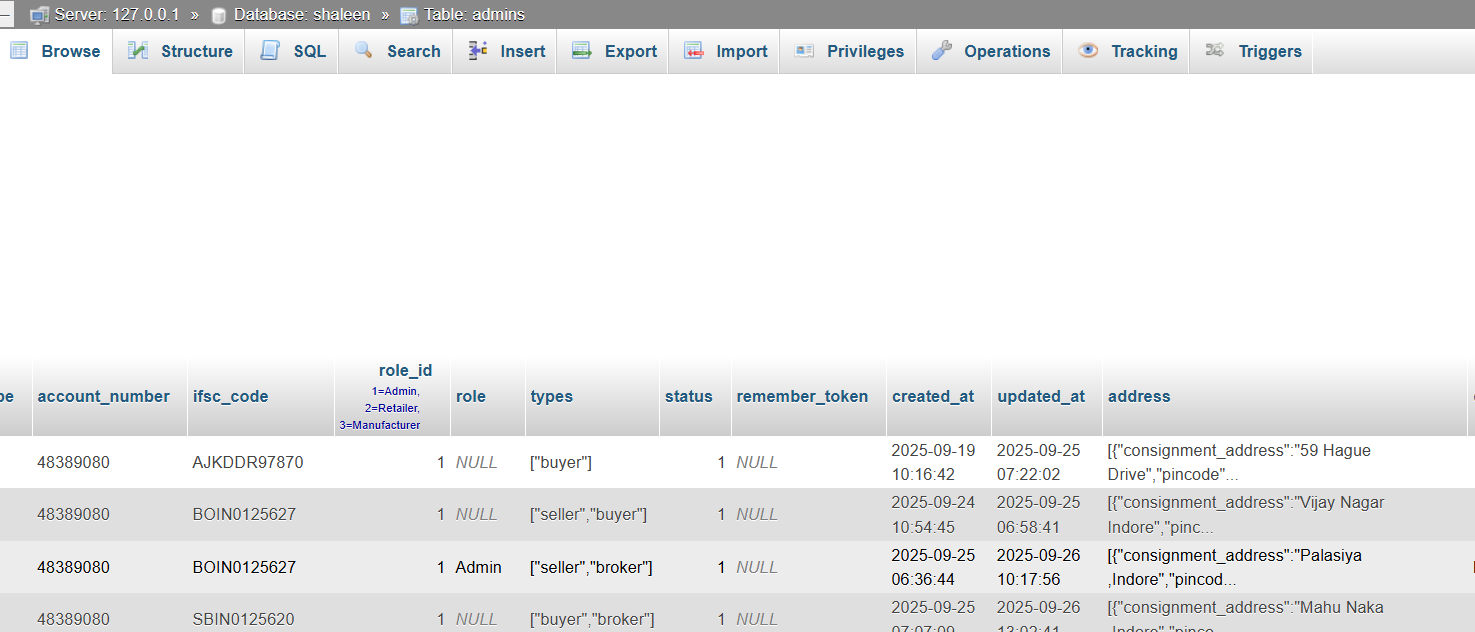 Server: 127.0.0.1 » Database: shaleen » Table: admins
Browse Structure SQL Search Insert Export Import Privileges Operations Tracking Triggers
account_number ifsc_code role_id 1=Admin, 2=Retailer, 3=Manufacturer role types status remember_token created_at updated_at address
48389080 AJKDDR97870 1 NULL ["buyer"] 1 NULL 2025-09-19 10:16:42 2025-09-25 07:22:02 [{"consignment_address":"59 Hague Drive","pincode"...
48389080 BOIN0125627 1 NULL ["seller","buyer"] 1 NULL 2025-09-24 10:54:45 2025-09-25 06:58:41 [{"consignment_address":"Vijay Nagar Indore","pinc...
48389080 BOIN0125627 1 Admin ["seller","broker"] 1 NULL 2025-09-25 06:36:44 2025-09-26 10:17:56 [{"consignment_address":"Palasiya ,Indore","pincod...
48389080 SBIN0125620 1 NULL ["buyer","broker"] 1 NULL 2025-09-25 07:07:09 2025-09-26 13:02:41 [{"consignment_address":"Mahu Naka ,Indore","pinco...